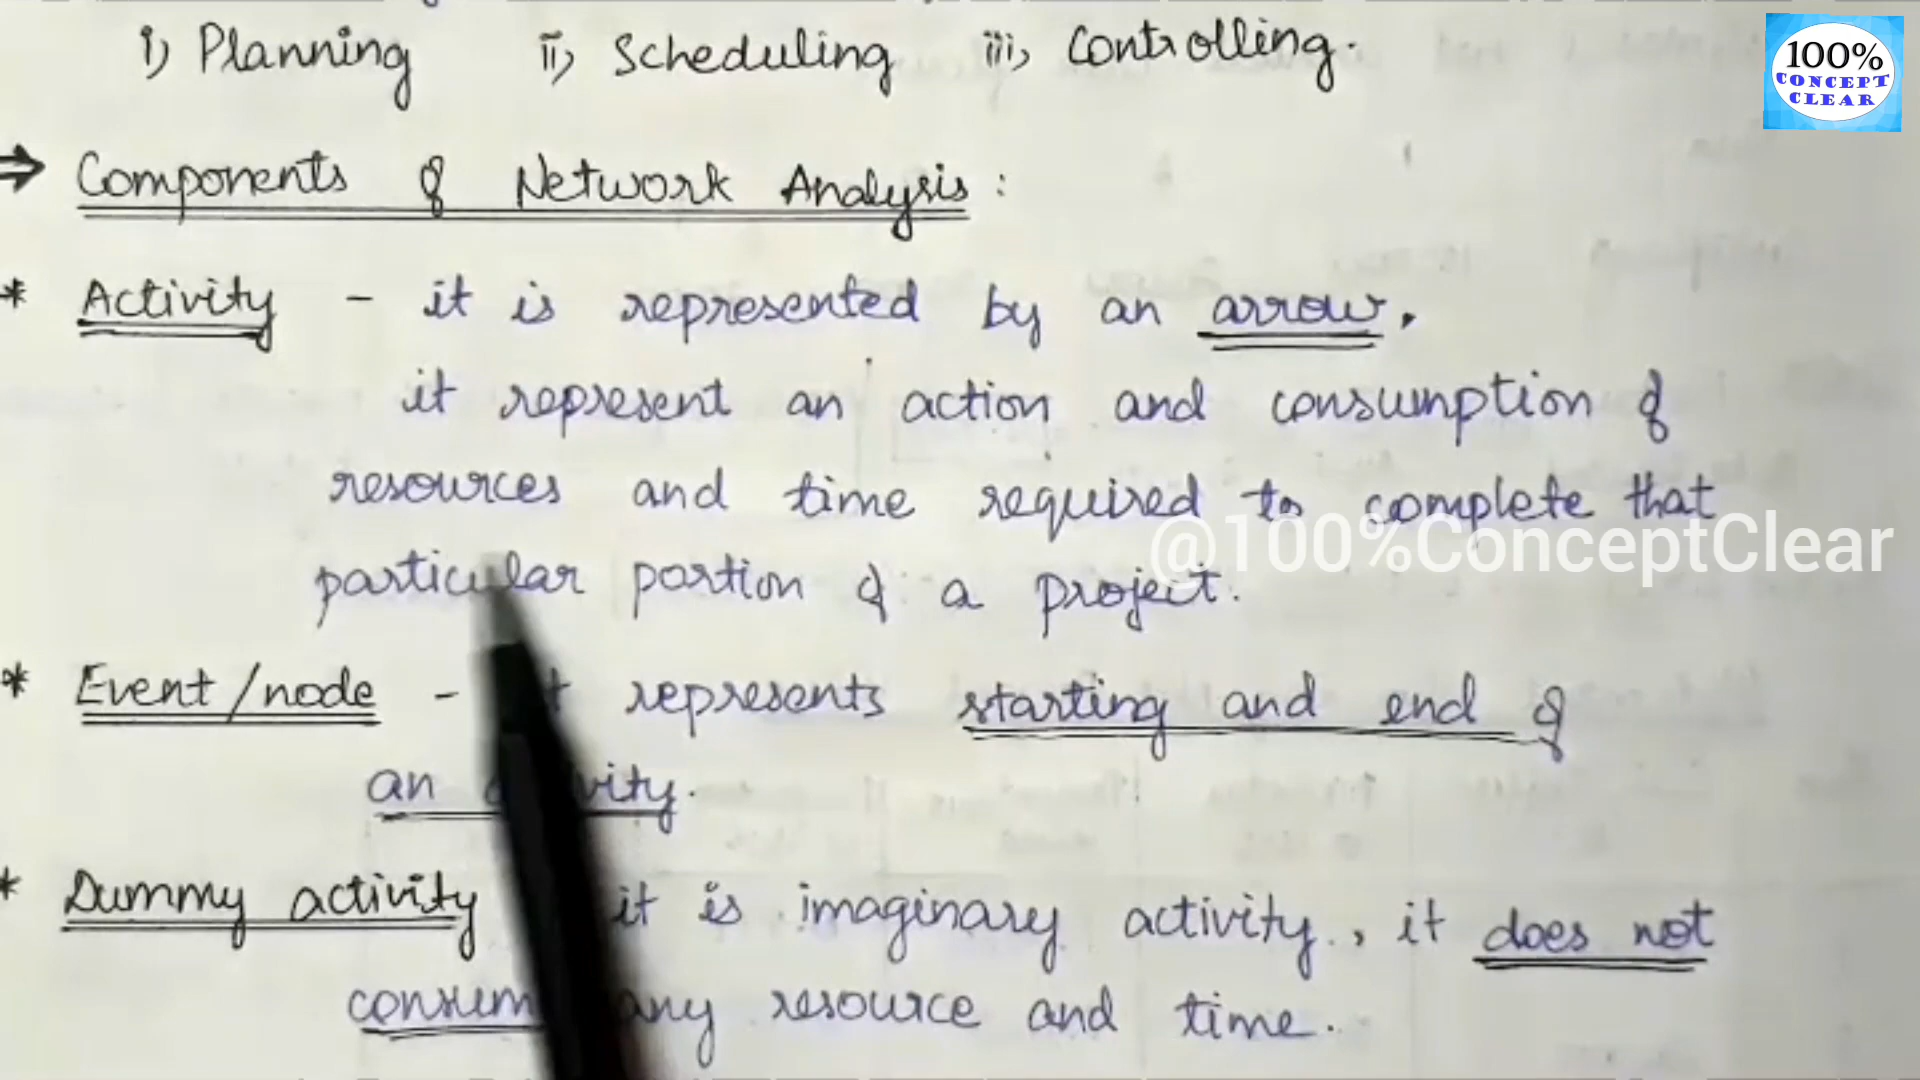 i) Planning ii) Scheduling iii) Controlling.
100%
CONCEPT
CLEAR
⇒ Components of Network Analysis :
* Activity - it is represented by an arrow.
it represent an action and consumption of
resources and time required to complete that
@100%ConceptClear
particular portion of a project.
* Event/node - represents starting and end of
an
* Dummy activity it is imaginary activity, it does not
any resource and time.